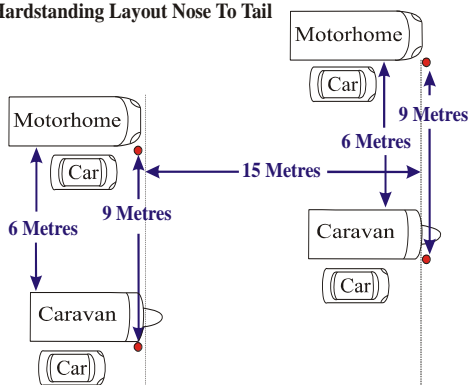 Hardstanding Layout Nose To Tail
Motorhome
Car
9 Metres
6 Metres
Motorhome
Car
15 Metres
9 Metres
6 Metres
Caravan
Car
Caravan
Car